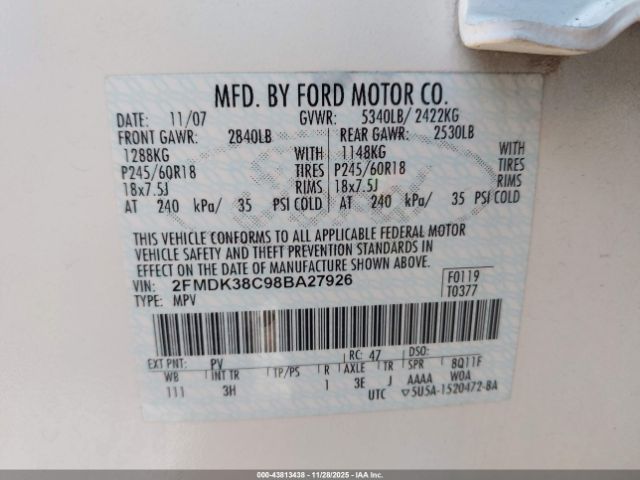 MFD. BY FORD MOTOR CO.
DATE: 11/07 GVWR: 5340LB/ 2422KG
FRONT GAWR: 2840LB REAR GAWR: 2530LB
1288KG WITH 1148KG WITH
P245/60R18 TIRES P245/60R18 TIRES
18x7.5J RIMS 18x7.5J RIMS
AT 240 kPa/ 35 PSI COLD AT 240 kPa/ 35 PSI COLD
THIS VEHICLE CONFORMS TO ALL APPLICABLE FEDERAL MOTOR
VEHICLE SAFETY AND THEFT PREVENTION STANDARDS IN
EFFECT ON THE DATE OF MANUFACTURE SHOWN ABOVE.
VIN: 2FMDK38C98BA27926 F0119
TYPE: MPV T0377
EXT PNT: PV RC: 47 DSO:
WB INT TR TP/PS R AXLE TR SPR 8Q11F
111 3H 1 3E J AAAA W0A
UTC ▽5U5A-1520472-BA
000-43813438 - 11/28/2025 - IAA Inc.